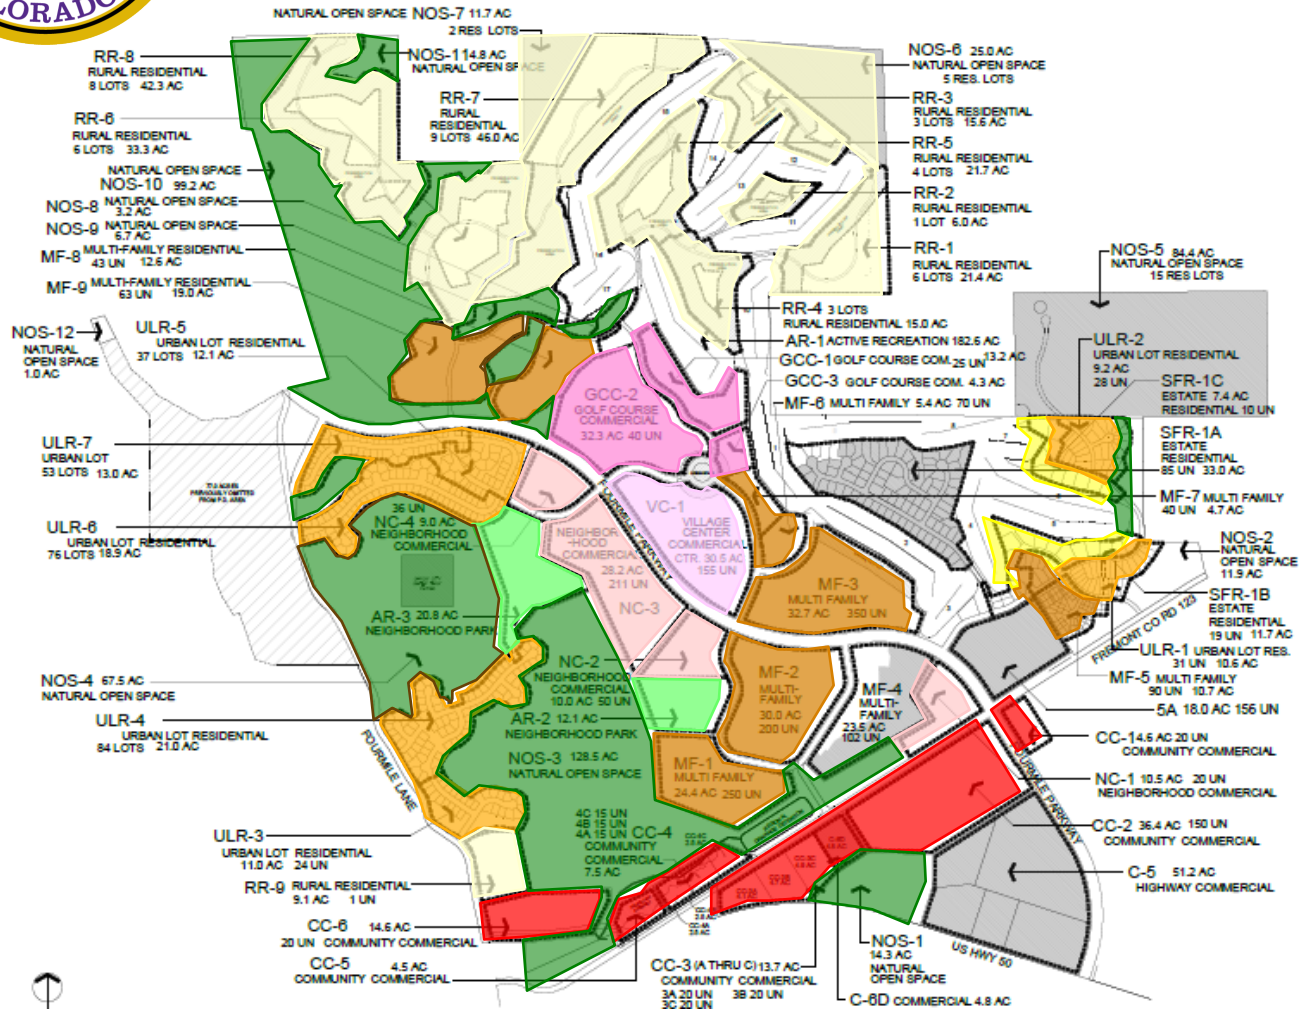 ORADO
NATURAL OPEN SPACE NOS-7 11.7 AC
2 RES LOTS
RR-8
RURAL RESIDENTIAL
8 LOTS 42.3 AC
NOS-11 4.8 AC
NATURAL OPEN SPACE
NOS-6 25.0 AC
NATURAL OPEN SPACE
5 RES. LOTS
RR-7
RURAL
RESIDENTIAL
9 LOTS 46.0 AC
RR-3
RURAL RESIDENTIAL
3 LOTS 15.6 AC
RR-6
RURAL RESIDENTIAL
6 LOTS 33.3 AC
RR-5
RURAL RESIDENTIAL
4 LOTS 21.7 AC
NATURAL OPEN SPACE
NOS-10 99.2 AC
RR-2
RURAL RESIDENTIAL
1 LOT 6.0 AC
NOS-8 NATURAL OPEN SPACE
3.2 AC
NOS-9 NATURAL OPEN SPACE
6.7 AC
RR-1
RURAL RESIDENTIAL
6 LOTS 21.4 AC
MF-8 MULTI-FAMILY RESIDENTIAL
43 UN 12.6 AC
NOS-5 84.4 AC
NATURAL OPEN SPACE
15 RES LOTS
MF-9 MULTI-FAMILY RESIDENTIAL
63 UN 19.0 AC
RR-4 3 LOTS
RURAL RESIDENTIAL 15.0 AC
NOS-12
NATURAL
OPEN SPACE
1.0 AC
ULR-5
URBAN LOT RESIDENTIAL
37 LOTS 12.1 AC
AR-1 ACTIVE RECREATION 182.6 AC
GCC-1 GOLF COURSE COM. 25 UN 13.2 AC
GCC-3 GOLF COURSE COM. 4.3 AC
MF-6 MULTI FAMILY 5.4 AC 70 UN
ULR-2
URBAN LOT RESIDENTIAL
9.2 AC
28 UN
SFR-1C
ESTATE 7.4 AC
RESIDENTIAL 10 UN
GCC-2
GOLF COURSE
COMMERCIAL
32.3 AC 40 UN
SFR-1A
ESTATE
RESIDENTIAL
85 UN 33.0 AC
ULR-7
URBAN LOT
53 LOTS 13.0 AC
MF-7 MULTI FAMILY
40 UN 4.7 AC
ULR-6
URBAN LOT RESIDENTIAL
76 LOTS 18.9 AC
36 UN
NC-4 9.0 AC
NEIGHBORHOOD
COMMERCIAL
NEIGHBOR
-HOOD
COMMERCIAL
28.2 AC
211 UN
NC-3
FOURMILE PARKWAY
VC-1
VILLAGE
CENTER
COMMERCIAL
CTR. 30.5 AC
155 UN
NOS-2
NATURAL
OPEN SPACE
11.9 AC
MF-3
MULTI FAMILY
32.7 AC 350 UN
SFR-1B
ESTATE
RESIDENTIAL
19 UN 11.7 AC
FREMONT CO RD 123
AR-3 20.8 AC
NEIGHBORHOOD PARK
ULR-1 URBAN LOT RES.
31 UN 10.6 AC
NOS-4 67.5 AC
NATURAL OPEN SPACE
NC-2
NEIGHBORHOOD
COMMERCIAL
10.0 AC 50 UN
MF-2
MULTI-
FAMILY
30.0 AC
200 UN
MF-4
MULTI-
FAMILY
23.5 AC
102 UN
MF-5 MULTI FAMILY
90 UN 10.7 AC
5A 18.0 AC 156 UN
ULR-4
URBAN LOT RESIDENTIAL
84 LOTS 21.0 AC
AR-2 12.1 AC
NEIGHBORHOOD PARK
CC-1 4.6 AC 20 UN
COMMUNITY COMMERCIAL
FOURMILE LANE
NOS-3 128.5 AC
NATURAL OPEN SPACE
MF-1
MULTI FAMILY
24.4 AC 250 UN
NC-1 10.5 AC 20 UN
NEIGHBORHOOD COMMERCIAL
URMILE PARKWAY
ULR-3
URBAN LOT RESIDENTIAL
11.0 AC 24 UN
4C 15 UN
4B 15 UN
4A 15 UN CC-4
COMMUNITY
COMMERCIAL
7.5 AC
CC-2 36.4 AC 150 UN
COMMUNITY COMMERCIAL
C-5 51.2 AC
HIGHWAY COMMERCIAL
RR-9 RURAL RESIDENTIAL
9.1 AC 1 UN
CC-6 14.6 AC
20 UN COMMUNITY COMMERCIAL
NOS-1
14.3 AC
NATURAL
OPEN SPACE
US HWY 50
CC-5 4.5 AC
COMMUNITY COMMERCIAL
CC-3 (A THRU C) 13.7 AC
COMMUNITY COMMERCIAL
3A 20 UN 3B 20 UN
3C 20 UN
C-6D COMMERCIAL 4.8 AC